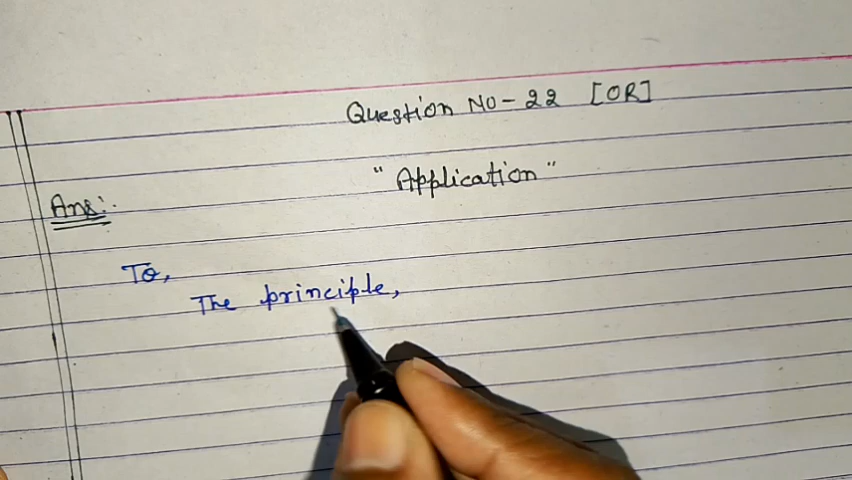 Question No - 22 [OR]
"Application"
Ans:-
To,
The principle,